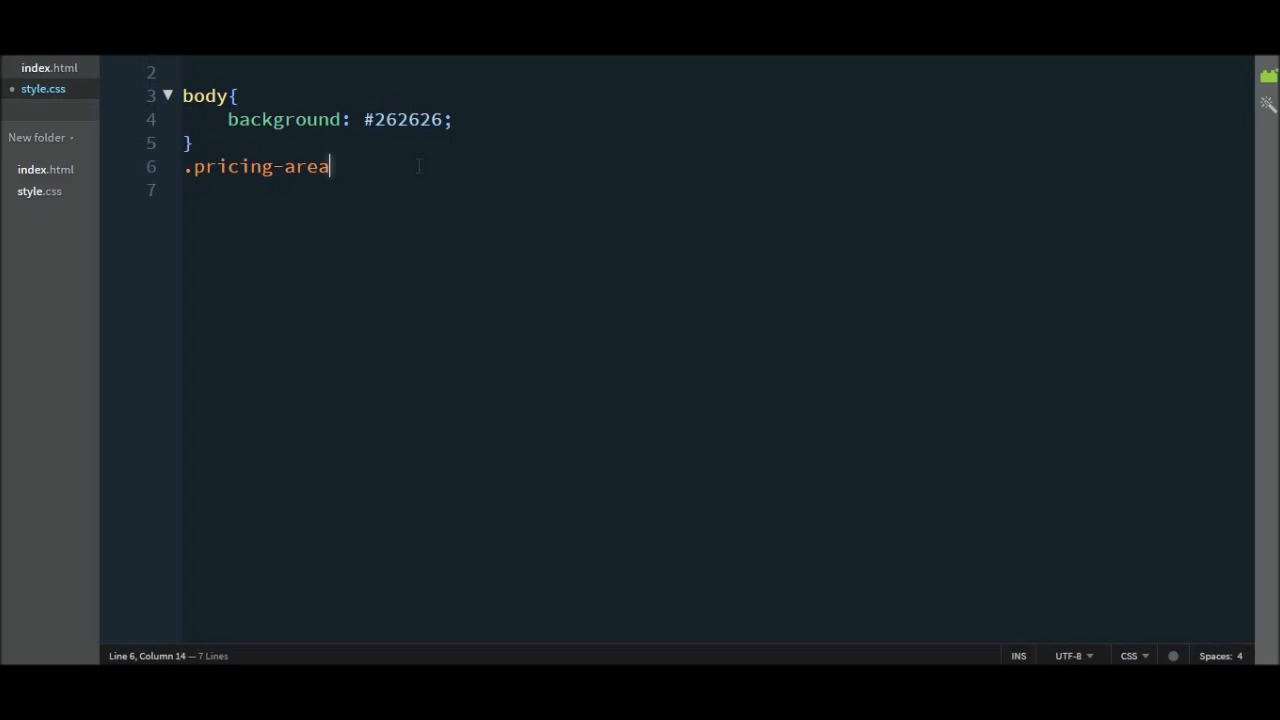 index.html
style.css
New folder
index.html
style.css
2
3 body{
4 background: #262626;
5 }
6 .pricing-area
7
Line 6, Column 14 — 7 Lines
INS UTF-8 CSS Spaces: 4